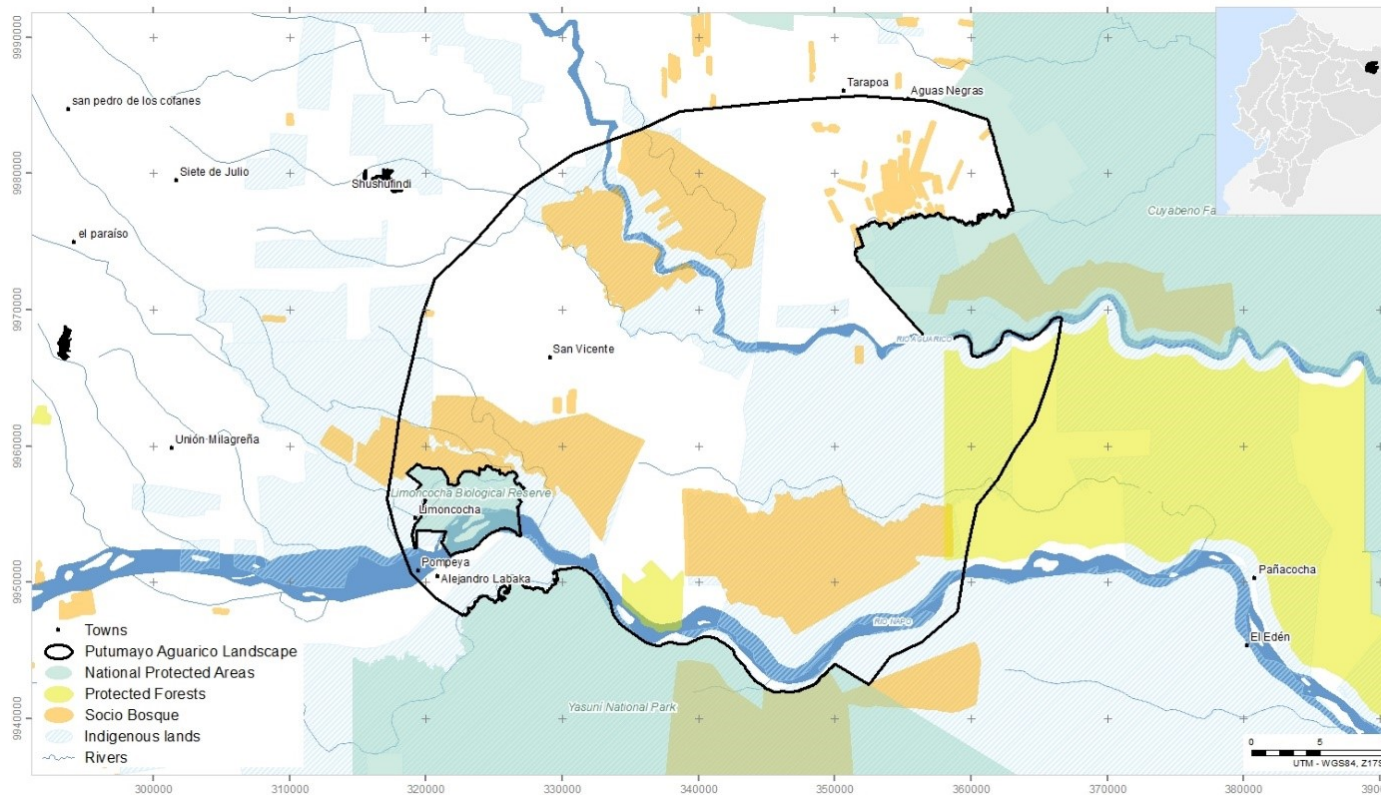 9990000
9980000
9970000
9960000
9950000
9940000
Tarapoa
Aguas Negras
san pedro de los cofanes
Siete de Julio
Shushufindi
el paraíso
Cuyabeno Fa
RIO AGUARICO
San Vicente
Unión Milagreña
Limoncocha Biological Reserve
Limoncocha
Pompeya
Alejandro Labaka
Pañacocha
RIO NAPO
El Edén
Yasuni National Park
Towns
Putumayo Aguarico Landscape
National Protected Areas
Protected Forests
Socio Bosque
Indigenous lands
Rivers
0 5
UTM - WGS84, Z17S
300000 310000 320000 330000 340000 350000 360000 370000 380000 39000